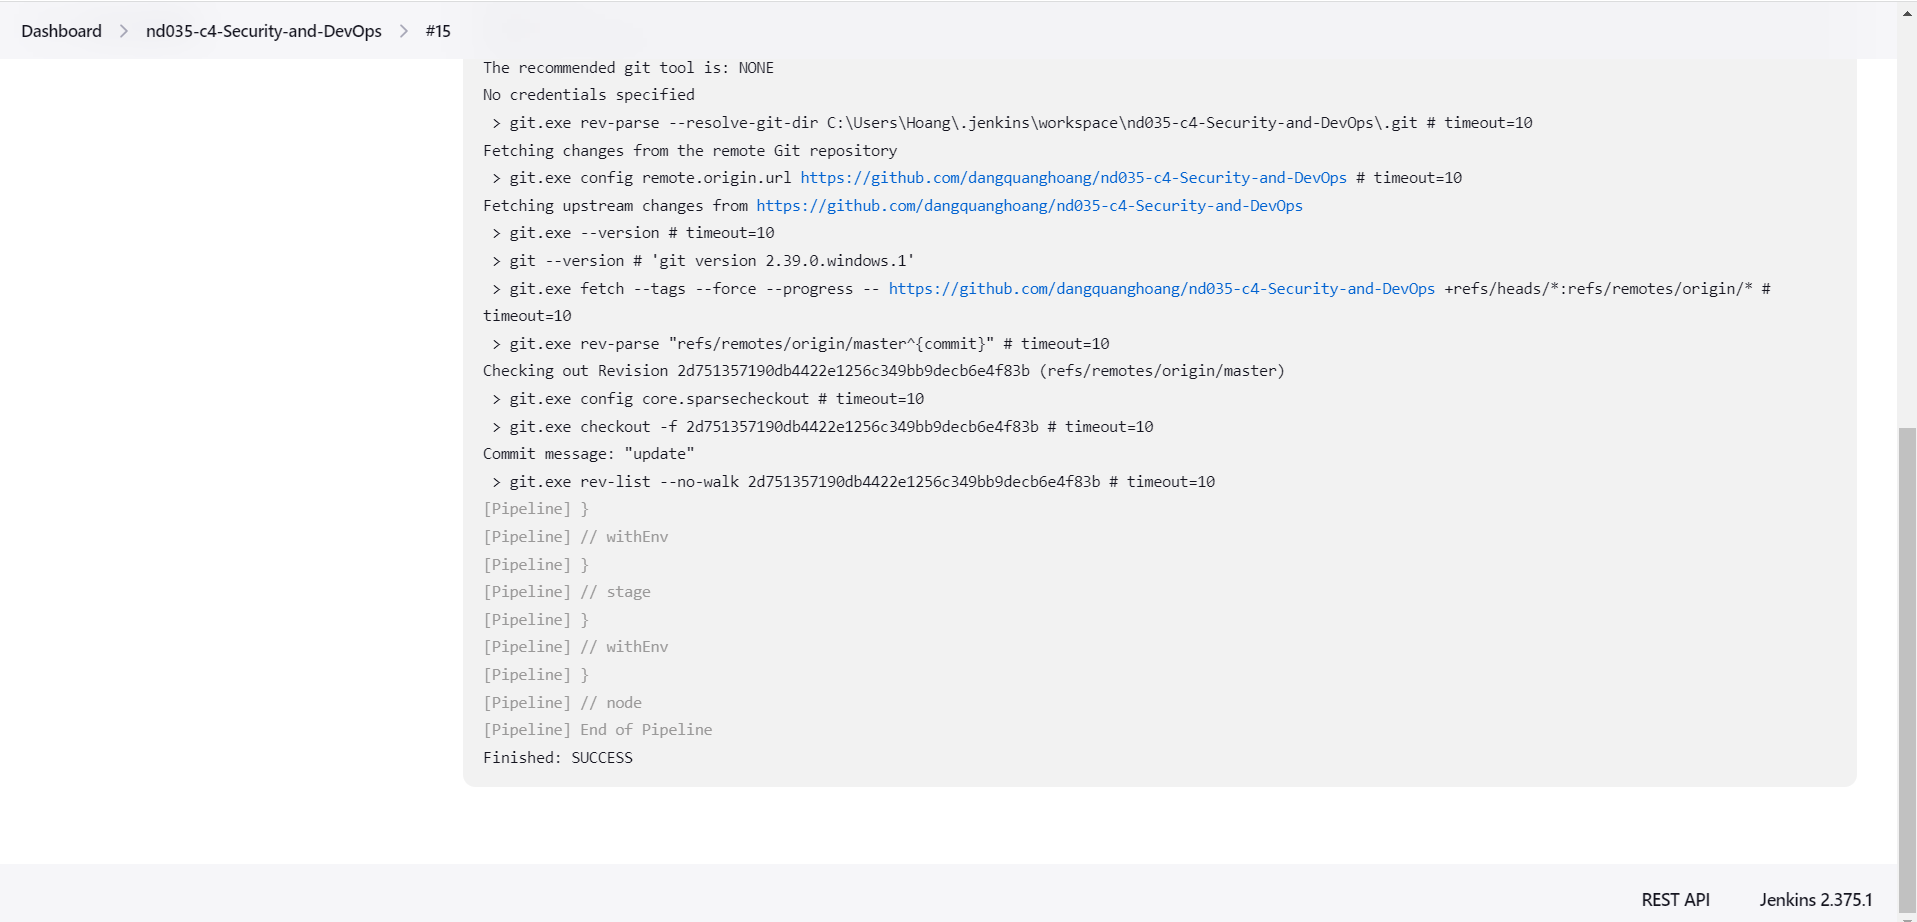 Dashboard > nd035-c4-Security-and-DevOps > #15
The recommended git tool is: NONE
No credentials specified
 > git.exe rev-parse --resolve-git-dir C:\Users\Hoang\.jenkins\workspace\nd035-c4-Security-and-DevOps\.git # timeout=10
Fetching changes from the remote Git repository
 > git.exe config remote.origin.url https://github.com/dangquanghoang/nd035-c4-Security-and-DevOps # timeout=10
Fetching upstream changes from https://github.com/dangquanghoang/nd035-c4-Security-and-DevOps
 > git.exe --version # timeout=10
 > git --version # 'git version 2.39.0.windows.1'
 > git.exe fetch --tags --force --progress -- https://github.com/dangquanghoang/nd035-c4-Security-and-DevOps +refs/heads/*:refs/remotes/origin/* #
timeout=10
 > git.exe rev-parse "refs/remotes/origin/master^{commit}" # timeout=10
Checking out Revision 2d751357190db4422e1256c349bb9decb6e4f83b (refs/remotes/origin/master)
 > git.exe config core.sparsecheckout # timeout=10
 > git.exe checkout -f 2d751357190db4422e1256c349bb9decb6e4f83b # timeout=10
Commit message: "update"
 > git.exe rev-list --no-walk 2d751357190db4422e1256c349bb9decb6e4f83b # timeout=10
[Pipeline] }
[Pipeline] // withEnv
[Pipeline] }
[Pipeline] // stage
[Pipeline] }
[Pipeline] // withEnv
[Pipeline] }
[Pipeline] // node
[Pipeline] End of Pipeline
Finished: SUCCESS
REST API Jenkins 2.375.1